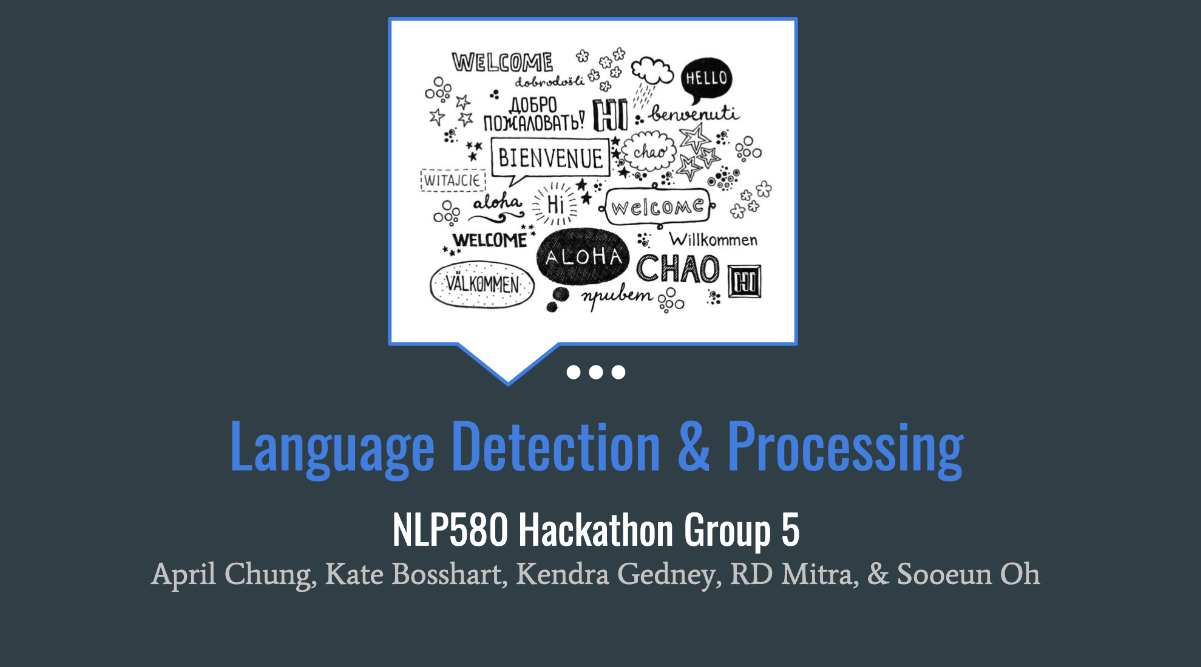 WELCOME
dobrodošli
HELLO
ДОБРО
ПОЖАЛОВАТЬ!
HI
benvenuti
BIENVENUE
chao
WITAJCIE
aloha
Hi
welcome
WELCOME
ALOHA
Willkommen
CHAO
HI
VÄLKOMMEN
привет
Language Detection & Processing
NLP580 Hackathon Group 5
April Chung, Kate Bosshart, Kendra Gedney, RD Mitra, & Sooeun Oh